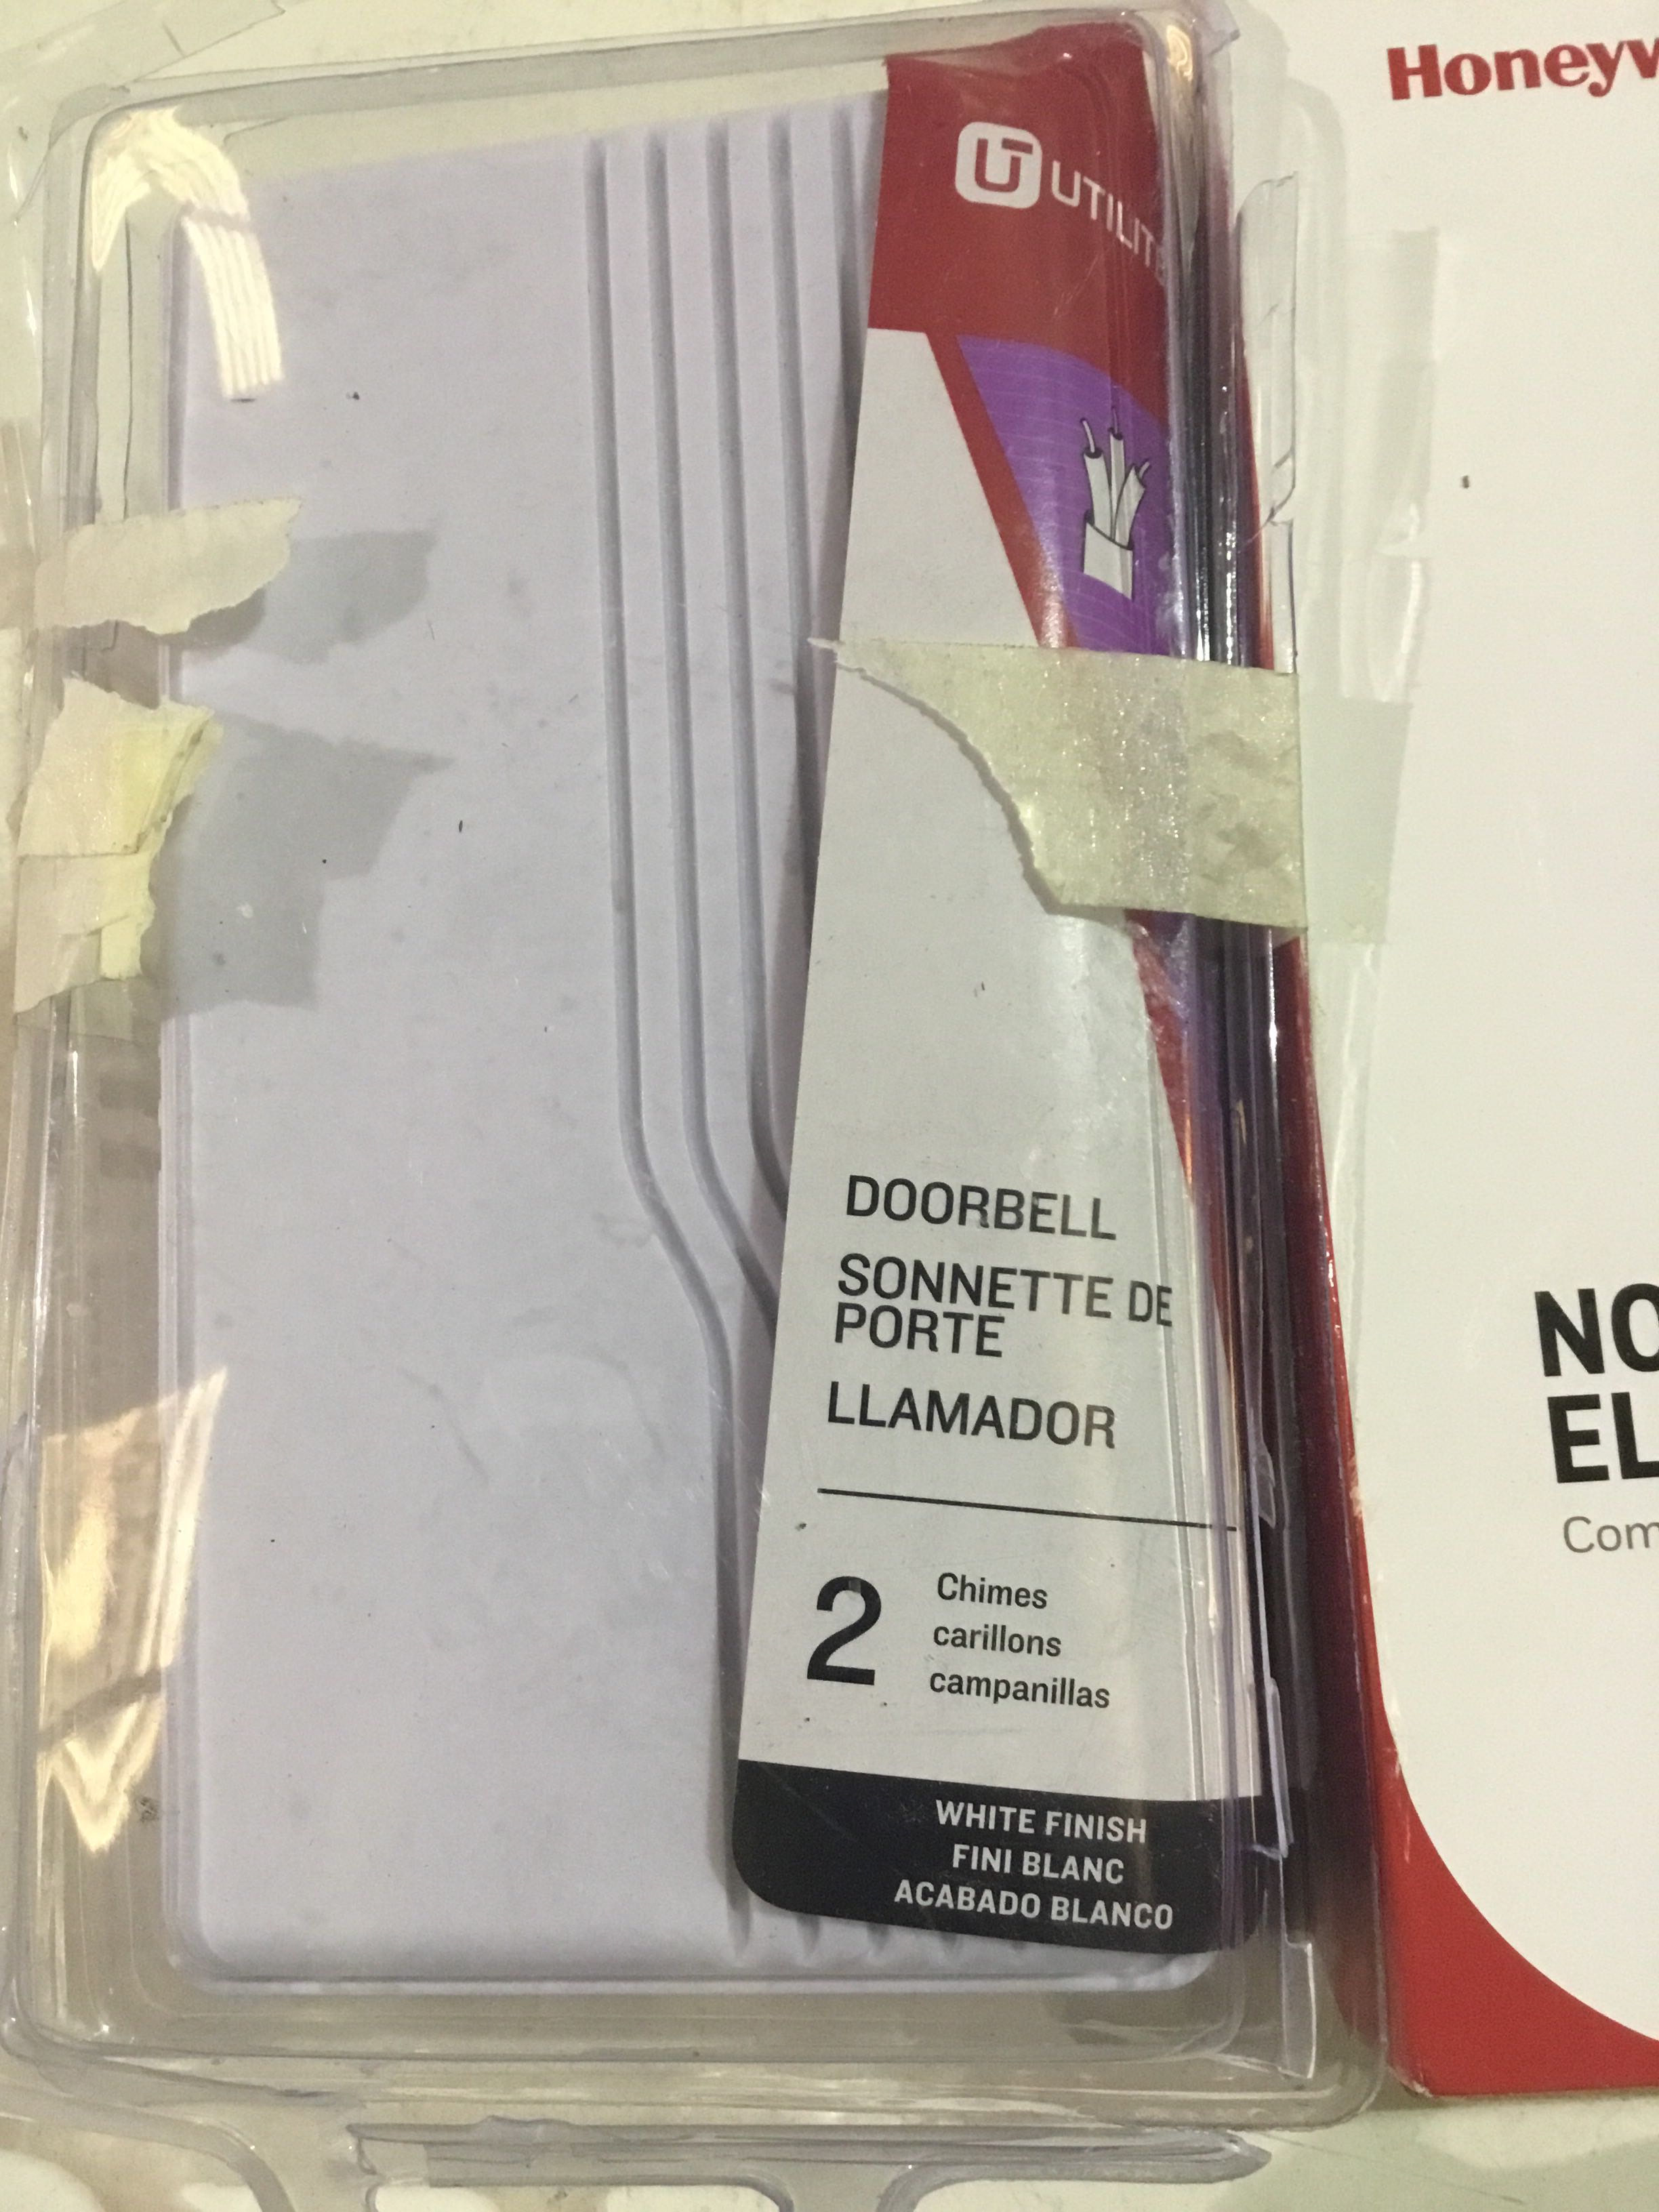 UTILIT
DOORBELL
SONNETTE DE
PORTE
LLAMADOR
2
Chimes
carillons
campanillas
WHITE FINISH
FINI BLANC
ACABADO BLANCO
Honeyw
NO
EL
Com